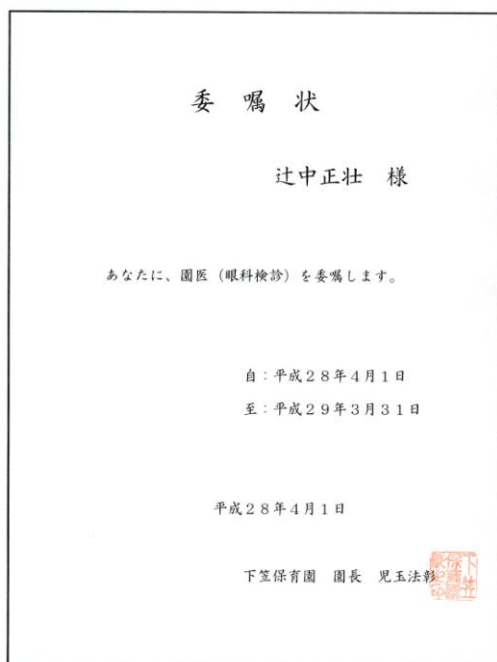 委 嘱 状
辻中正壮 様
あなたに、園医（眼科検診）を委嘱します。
自：平成２８年４月１日
至：平成２９年３月３１日
平成２８年４月１日
下笠保育園 園長 児玉法彰